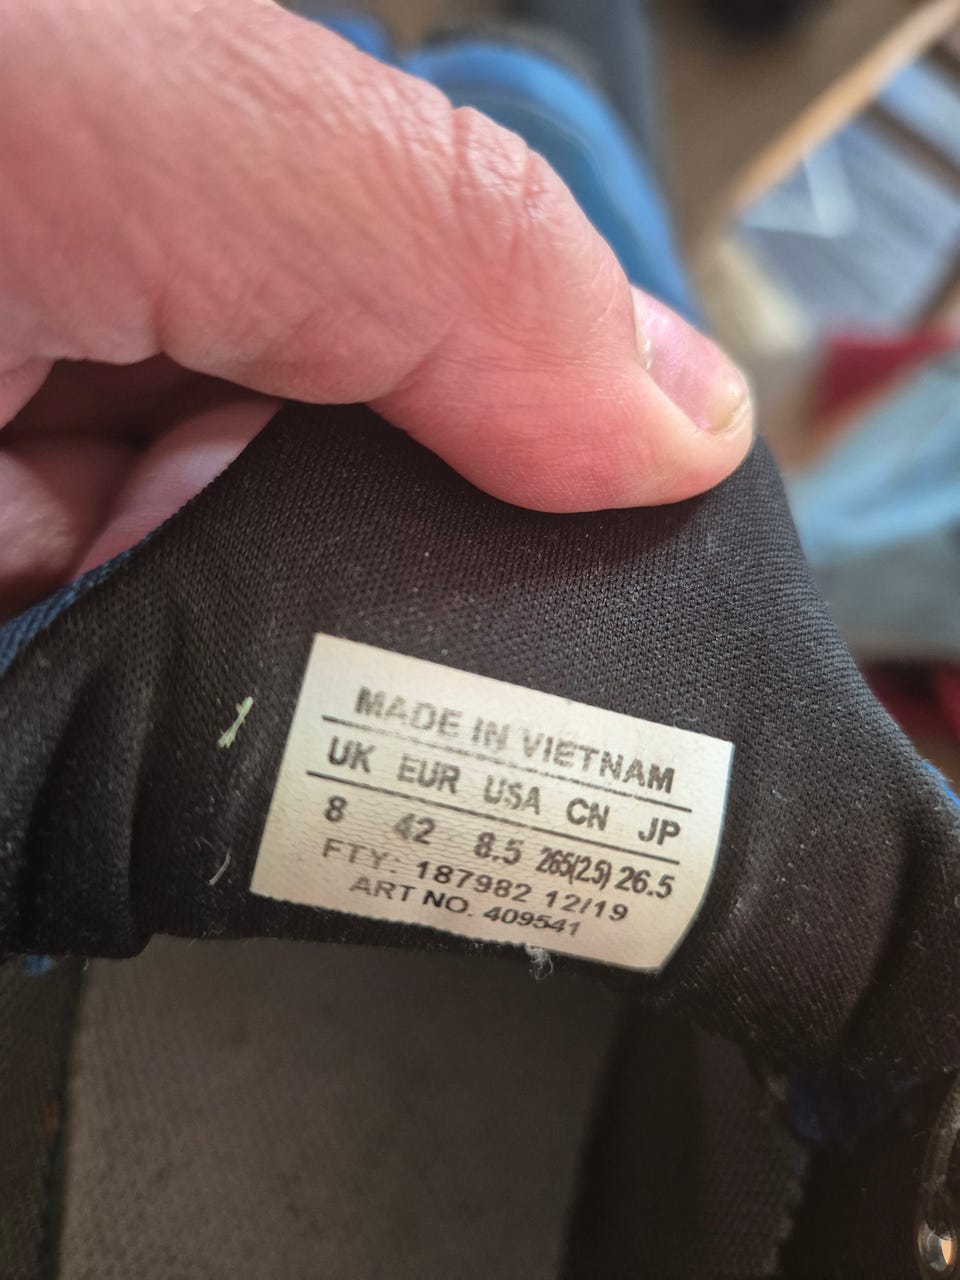 MADE IN VIETNAM
UK EUR USA CN JP
8 42 8.5 265(2.5) 26.5
FTY: 187982 12/19
ART NO. 409541